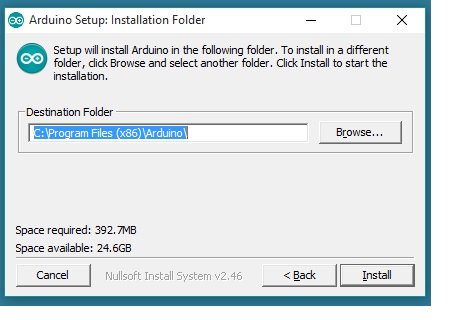 Arduino Setup: Installation Folder
Setup will install Arduino in the following folder. To install in a different
folder, click Browse and select another folder. Click Install to start the
installation.
Destination Folder
C:\Program Files (x86)\Arduino\
Browse...
Space required: 392.7MB
Space available: 24.6GB
Cancel
Nullsoft Install System v2.46
< Back
Install